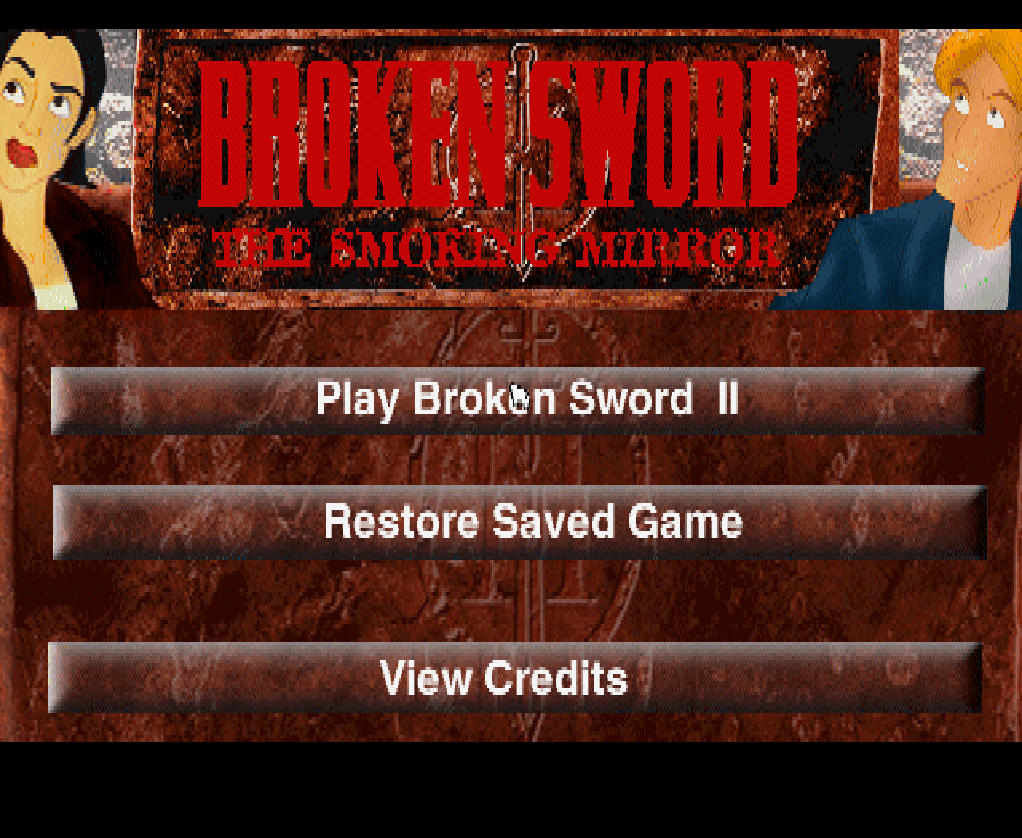 BROKEN SWORD
THE SMOKING MIRROR
Play Broken Sword II
Restore Saved Game
View Credits